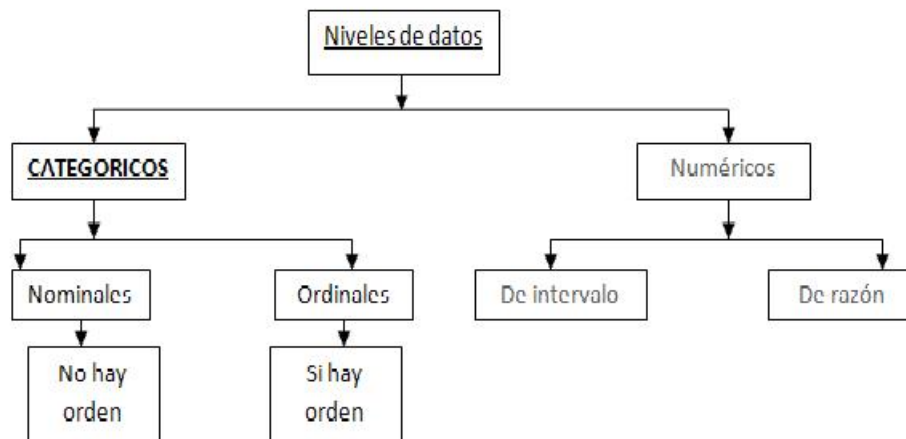 Niveles de datos
CATEGORICOS
Numéricos
Nominales
Ordinales
De intervalo
De razón
No hay
orden
Si hay
orden